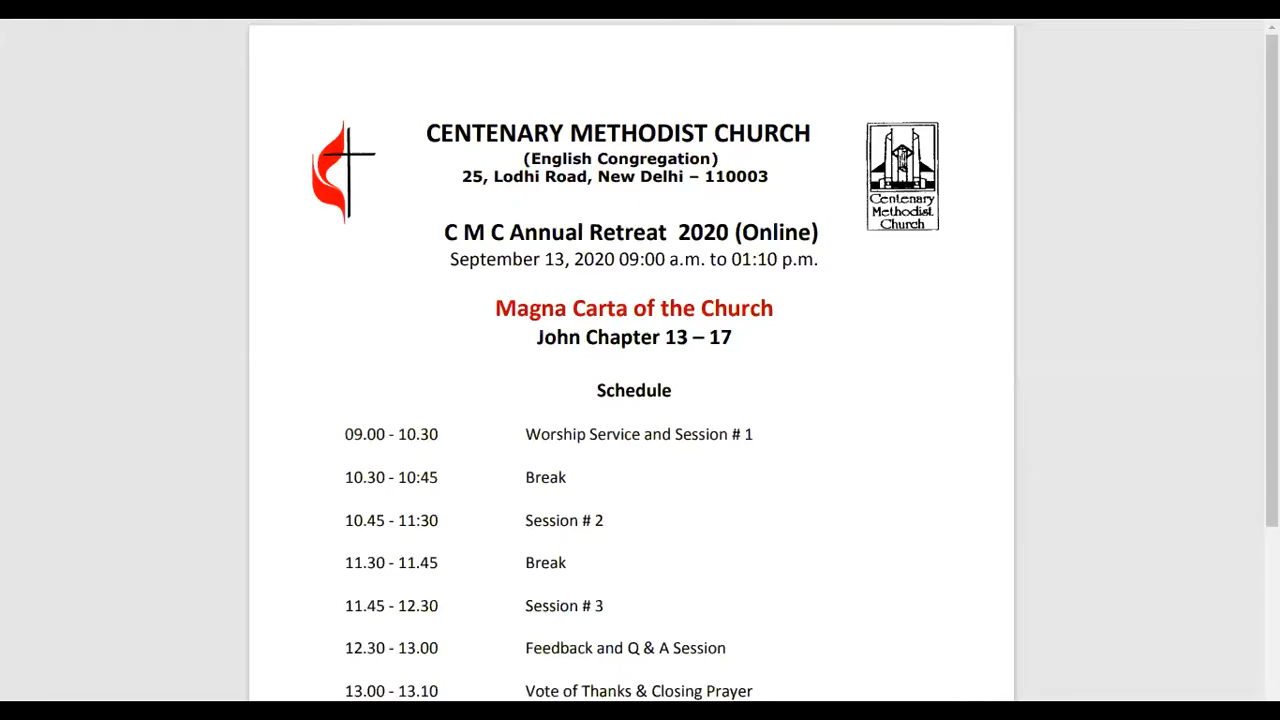 CENTENARY METHODIST CHURCH
(English Congregation)
25, Lodhi Road, New Delhi – 110003
Centenary
Methodist
Church
C M C Annual Retreat 2020 (Online)
September 13, 2020 09:00 a.m. to 01:10 p.m.
Magna Carta of the Church
John Chapter 13 – 17
Schedule
09.00 - 10.30 Worship Service and Session # 1
10.30 - 10:45 Break
10.45 - 11:30 Session # 2
11.30 - 11.45 Break
11.45 - 12.30 Session # 3
12.30 - 13.00 Feedback and Q & A Session
13.00 - 13.10 Vote of Thanks & Closing Prayer